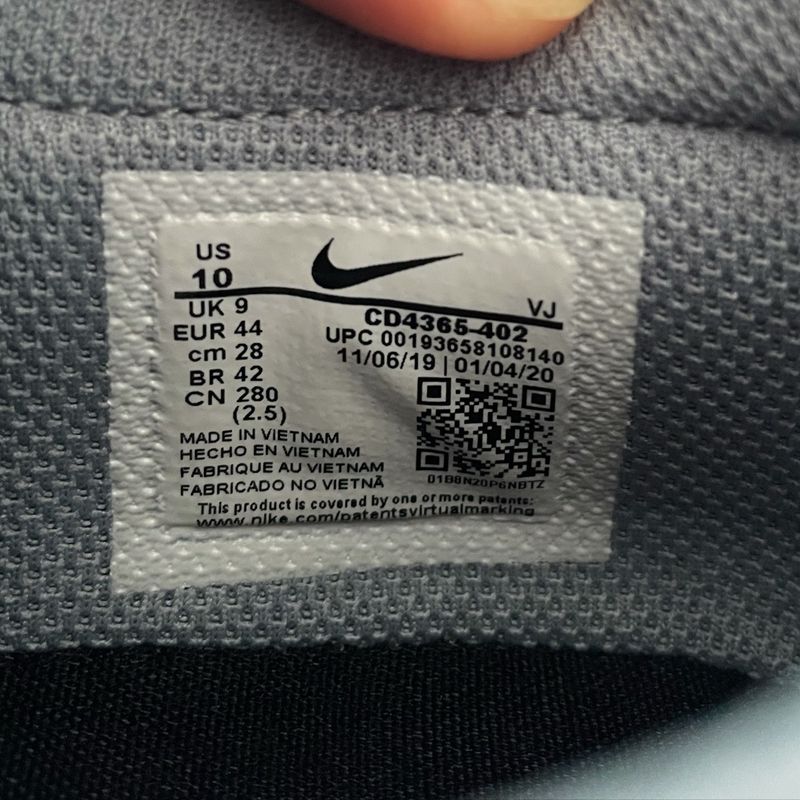 US
10
UK 9
EUR 44
cm 28
BR 42
CN 280
(2.5)
VJ
CD4365-402
UPC 00193658108140
11/06/19 | 01/04/20
01B8N20P6NBTZ
MADE IN VIETNAM
HECHO EN VIETNAM
FABRIQUE AU VIETNAM
FABRICADO NO VIETNÃ
This product is covered by one or more patents:
www.nike.com/patentsvirtualmarking